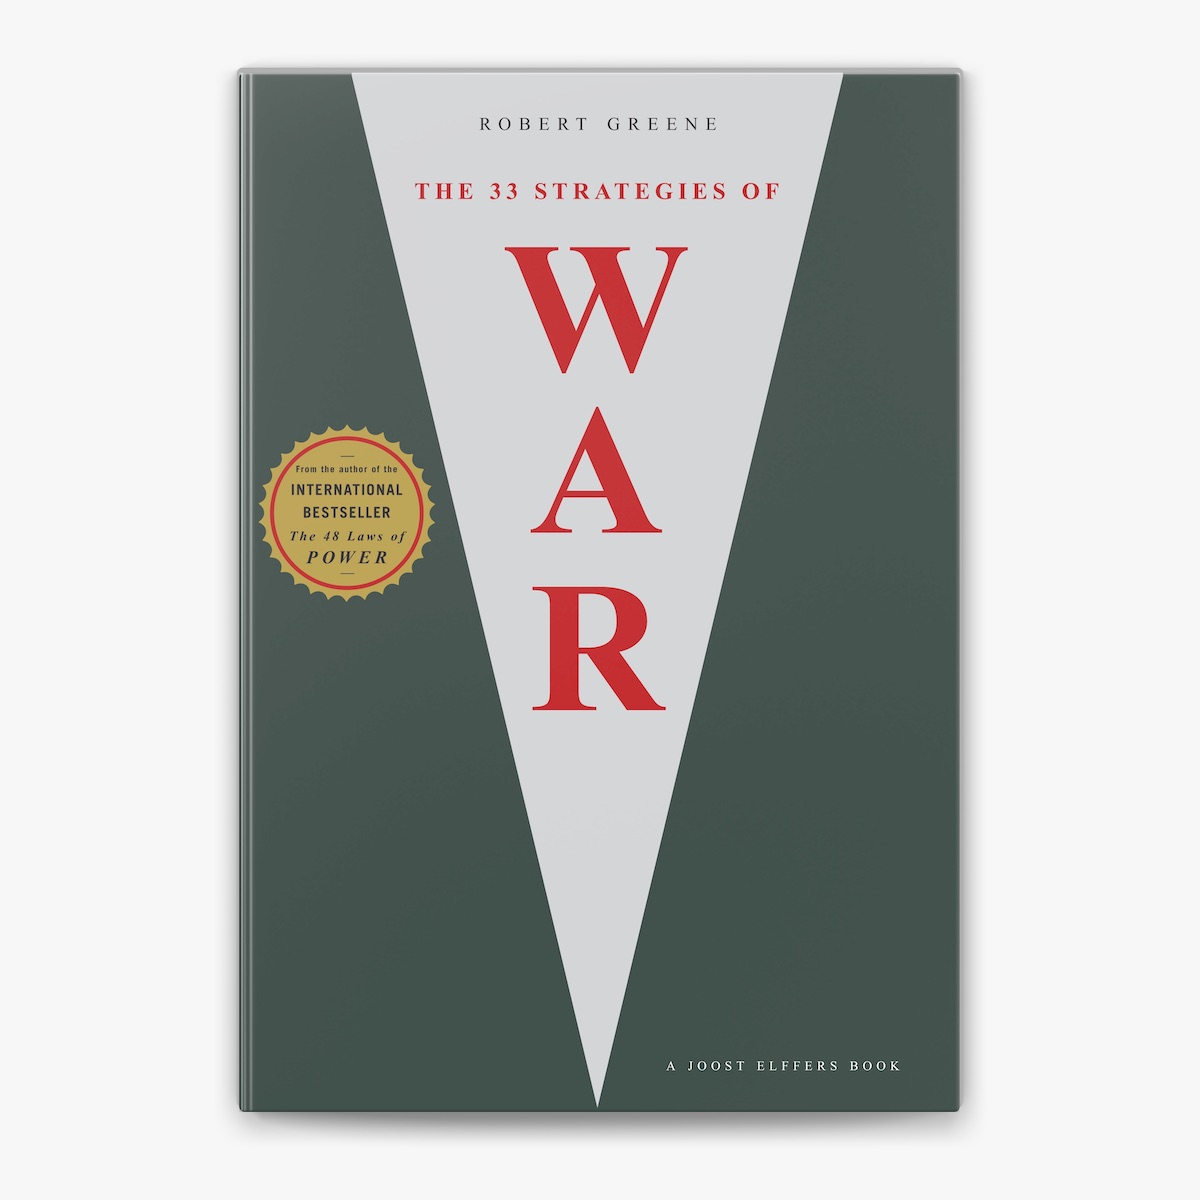 ROBERT GREENE
THE 33 STRATEGIES OF
WAR
From the author of the
INTERNATIONAL
BESTSELLER
The 48 Laws of
POWER
A JOOST ELFFERS BOOK